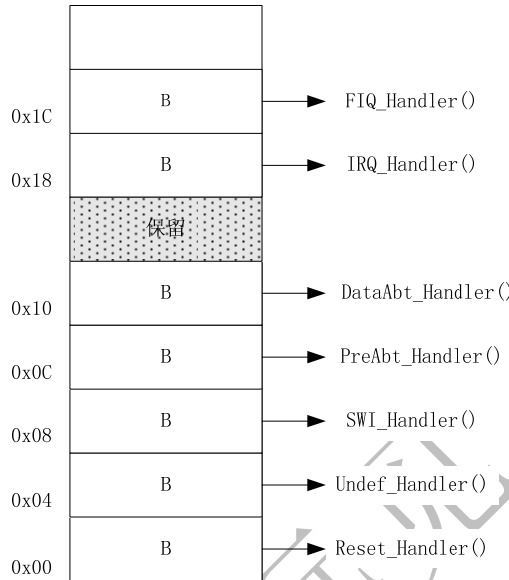 B FIQ_Handler()
0x1C
B IRQ_Handler()
0x18
保留
B DataAbt_Handler()
0x10
B PreAbt_Handler()
0x0C
B SWI_Handler()
0x08
B Undef_Handler()
0x04
B Reset_Handler()
0x00